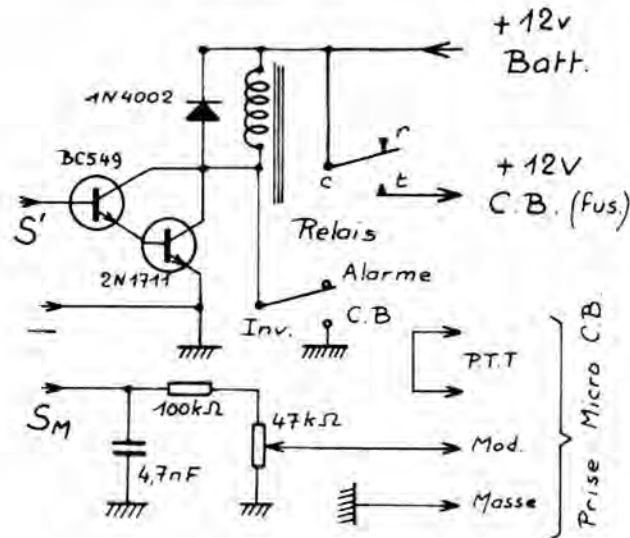 +12v
Batt.
1N4002
BC549
r
c
t
+12V
C.B. (fus.)
S'
2N1711
Relais
Alarme
Inv.
C.B
—
P.T.T
SM
100kΩ
47kΩ
4,7nF
Mod.
Masse
Prise Micro C.B.